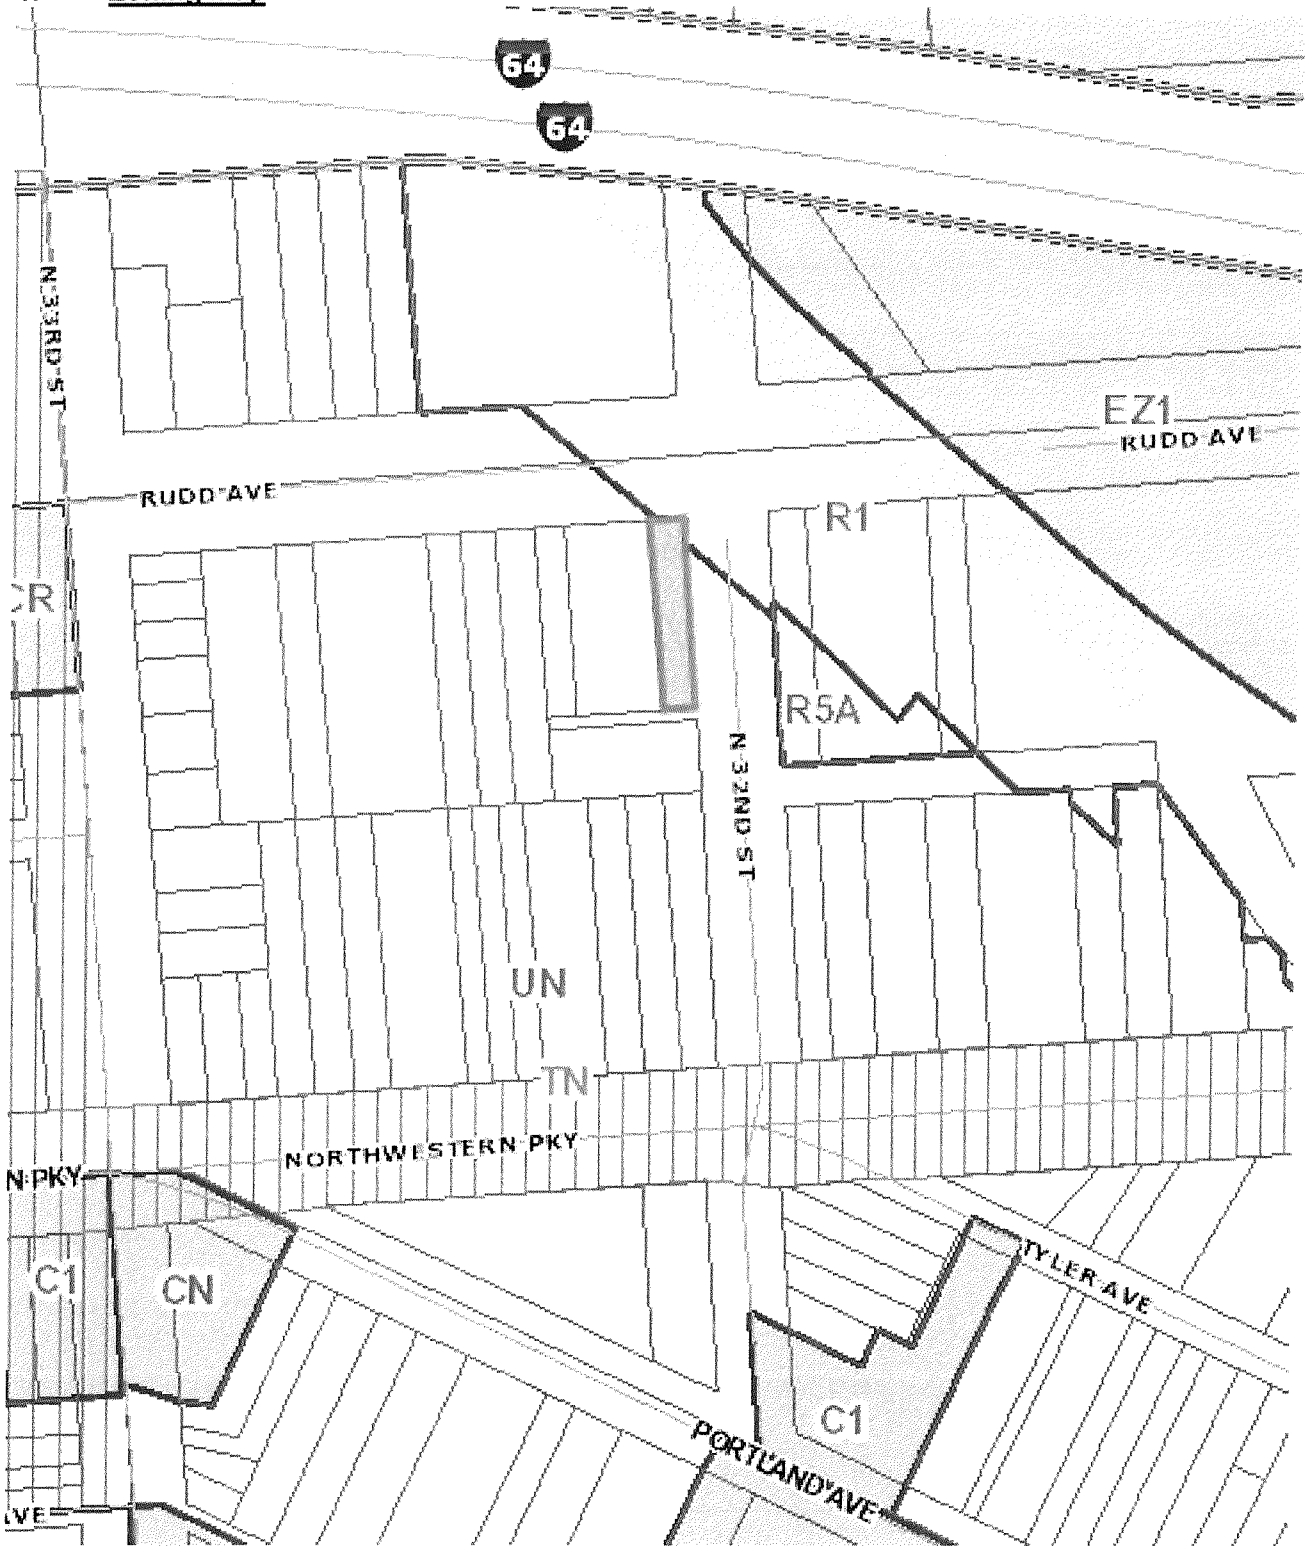 64
64
N 33RD ST
EZ1
RUDD AVE
RUDD AVE
R1
CR
R5A
N 32ND ST
UN
TN
NORTHWESTERN PKY
N PKY
C1
CN
TYLER AVE
C1
PORTLAND AVE
AVE